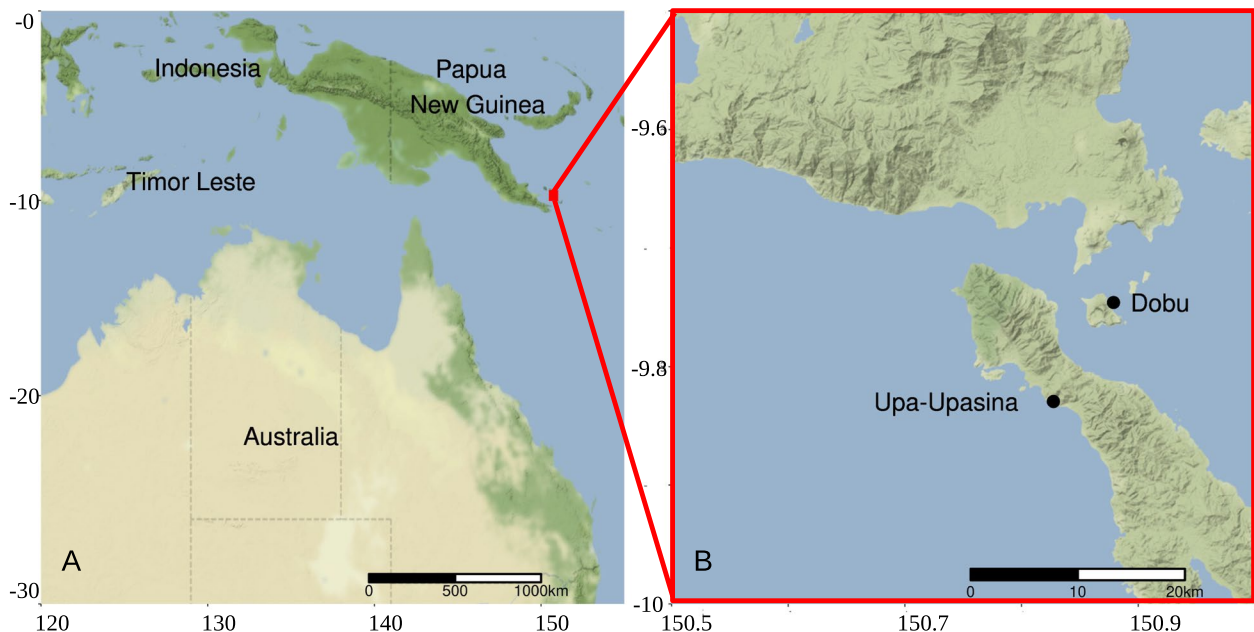 -0
Indonesia
Papua
New Guinea
Timor Leste
-10
-20
Australia
A
-30
0 500 1000km
120 130 140 150
-9.6
Dobu
-9.8
Upa-Upasina
B
0 10 20km
-10
150.5 150.7 150.9